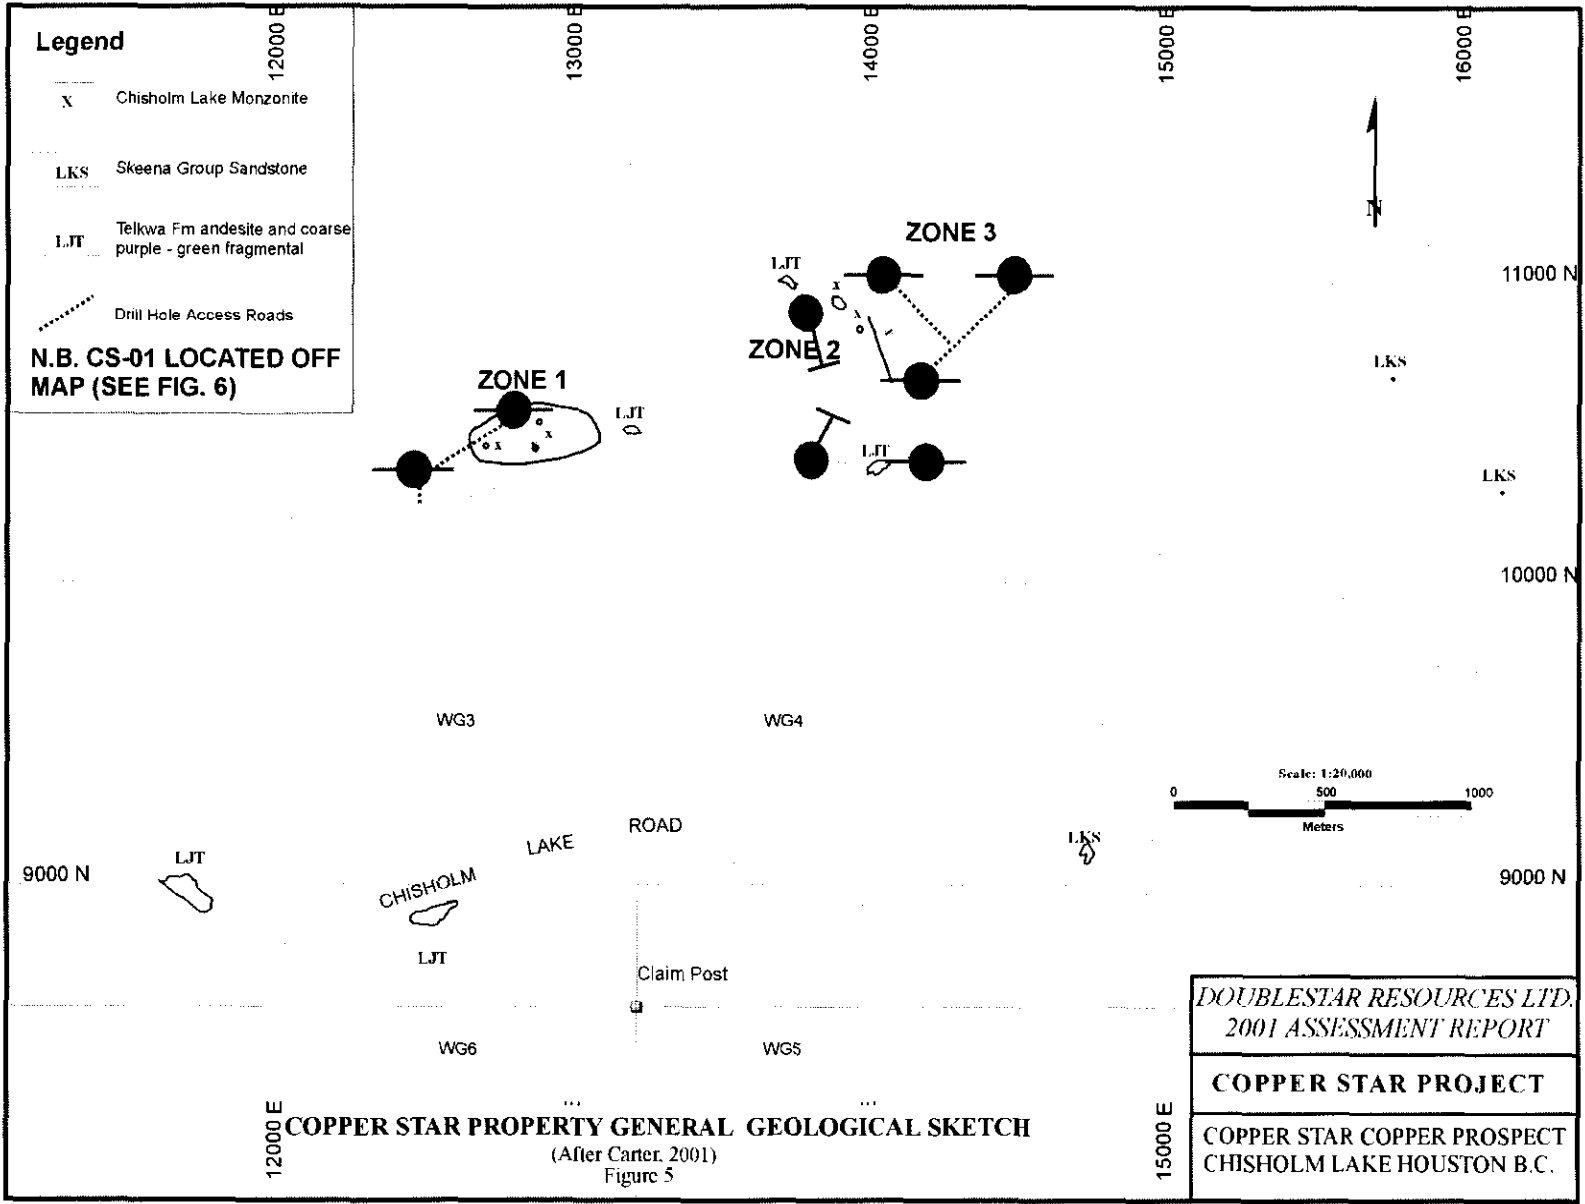 12000 E
13000 E
14000 E
15000 E
16000 E
Legend
X Chisholm Lake Monzonite
LKS Skeena Group Sandstone
LJT Telkwa Fm andesite and coarse
purple - green fragmental
Drill Hole Access Roads
N.B. CS-01 LOCATED OFF
MAP (SEE FIG. 6)
N
ZONE 3
LJT
11000 N
X
X
ZONE 2
LKS
ZONE 1
LJT
X
X
LJT
LKS
10000 N
WG3
WG4
Scale: 1:20,000
0 500 1000
Meters
CHISHOLM LAKE ROAD
LKS
LJT
9000 N
9000 N
LJT
Claim Post
WG6
WG5
12000 E
15000 E
COPPER STAR PROPERTY GENERAL GEOLOGICAL SKETCH
(After Carter, 2001)
Figure 5
DOUBLESTAR RESOURCES LTD.
2001 ASSESSMENT REPORT
COPPER STAR PROJECT
COPPER STAR COPPER PROSPECT
CHISHOLM LAKE HOUSTON B.C.